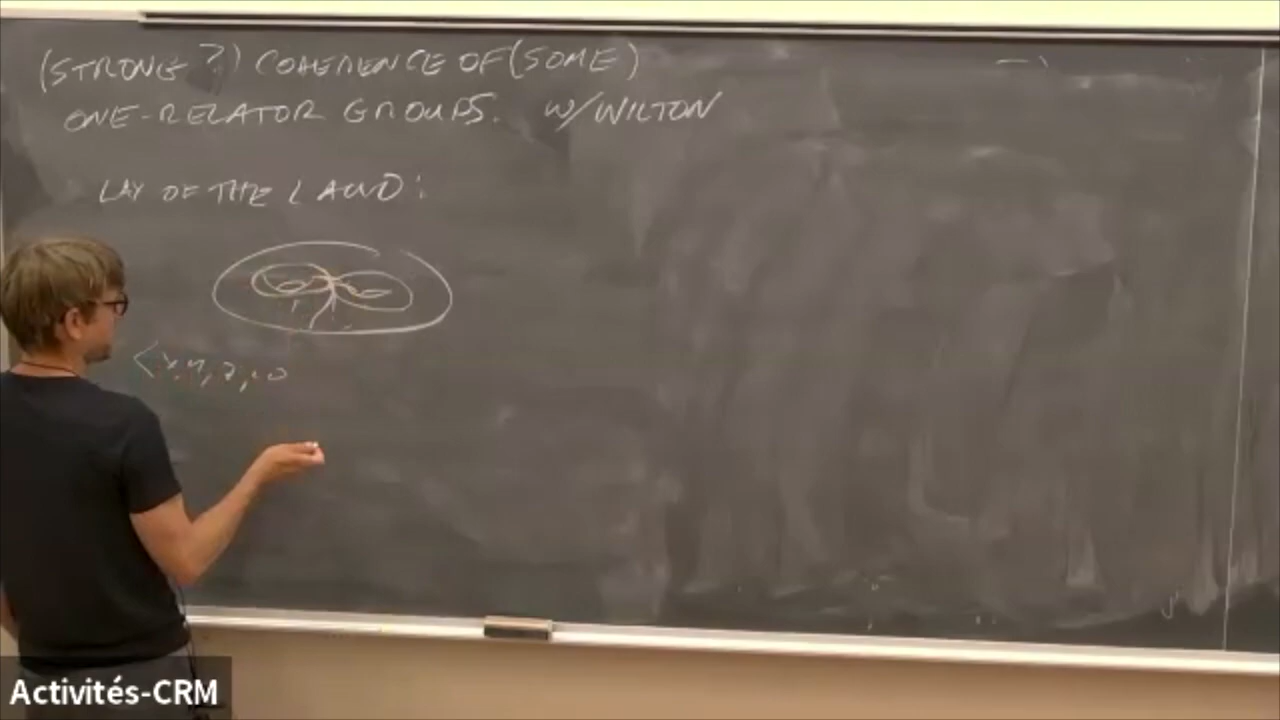 (STRONG?) COHERENCE OF (SOME)
ONE-RELATOR GROUPS. W/WILTON
LAY OF THE LAND:
Activités-CRM